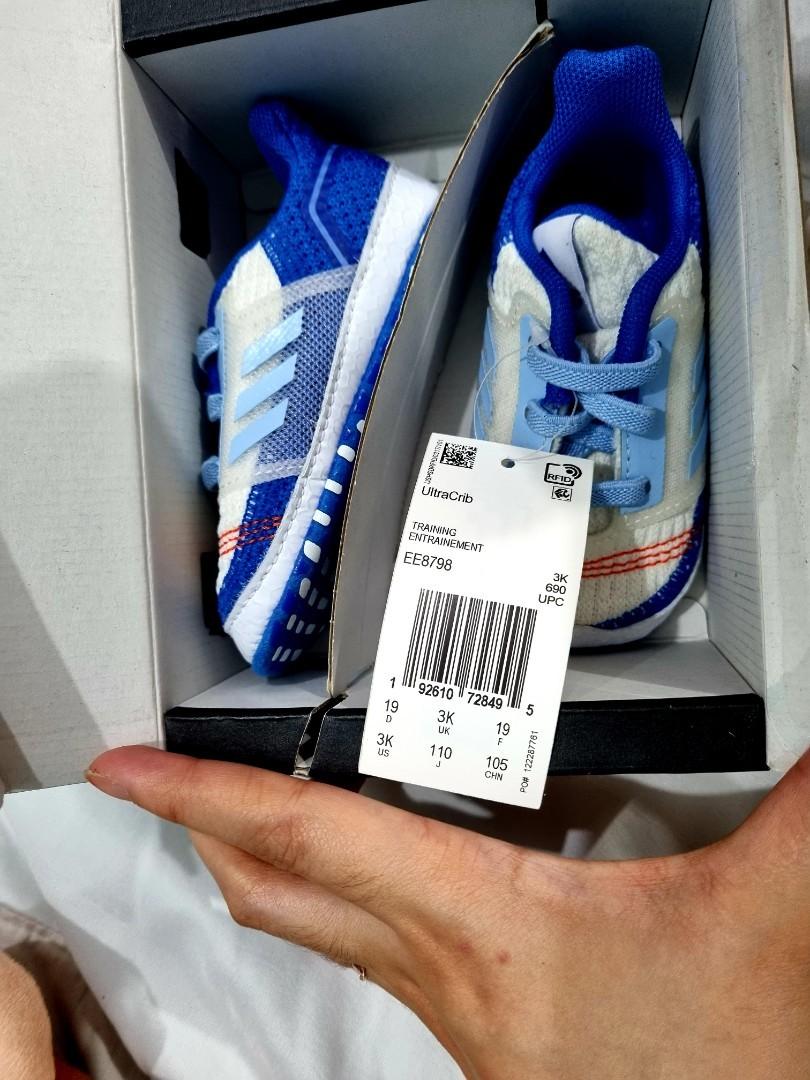 RFID
UltraCrib
TRAINING
ENTRAINEMENT
EE8798
3K
690
UPC
1 92610 72849 5
19 3K 19
D UK F
3K 110 105
US J CHN
PO# 122287761